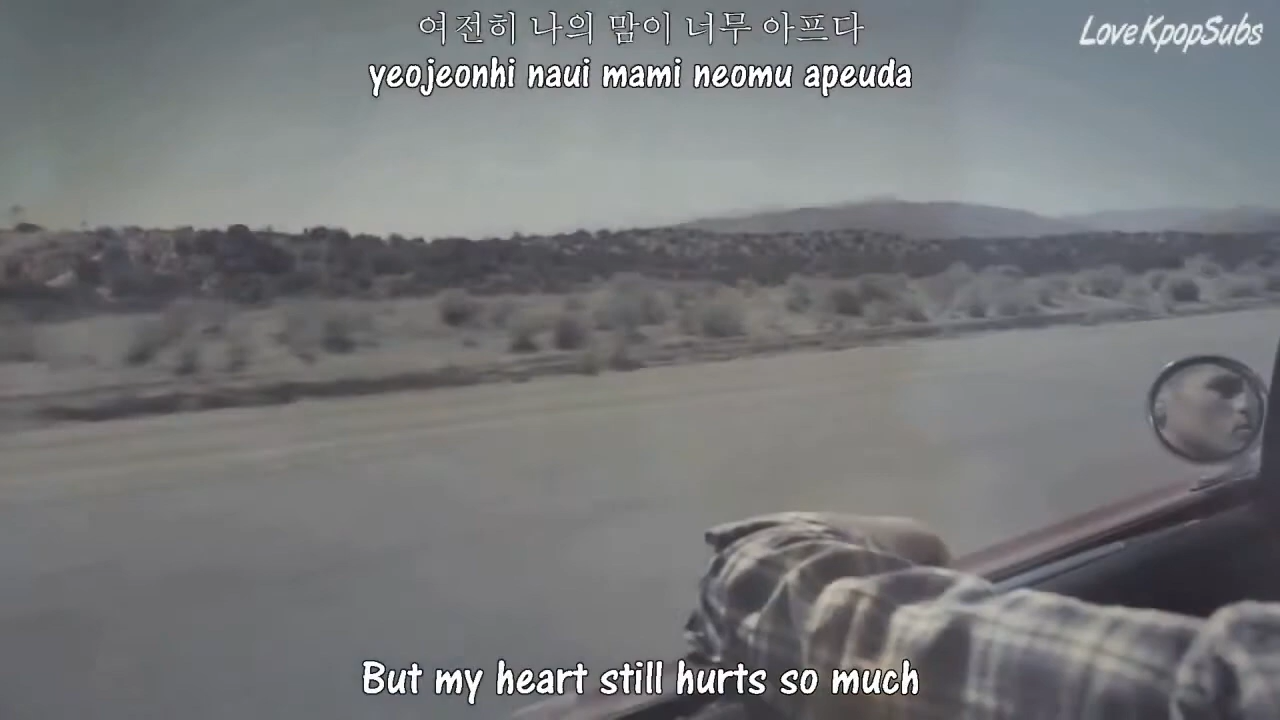 여전히 나의 맘이 너무 아프다
LoveKpopSubs
yeojeonhi naui mami neomu apeuda
But my heart still hurts so much